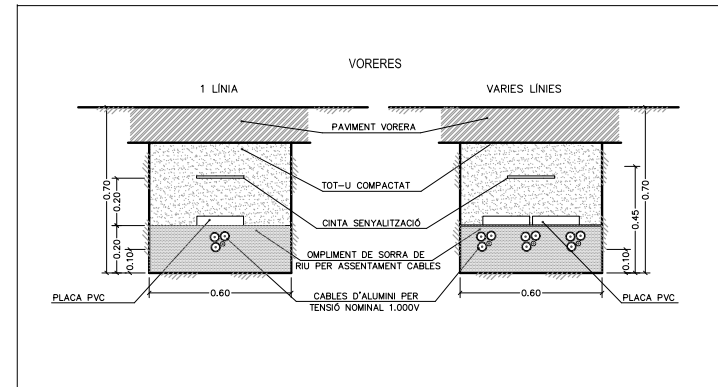 VORERES
1 LÍNIA
VARIES LÍNIES
PAVIMENT VORERA
TOT-U COMPACTAT
CINTA SENYALITZACIÓ
OMPLIMENT DE SORRA DE
RIU PER ASSENTAMENT CABLES
PLACA PVC
CABLES D'ALUMINI PER
TENSIÓ NOMINAL 1.000V
PLACA PVC
0.70
0.20
0.20
0.10
0.60
0.60
0.10
0.45
0.70